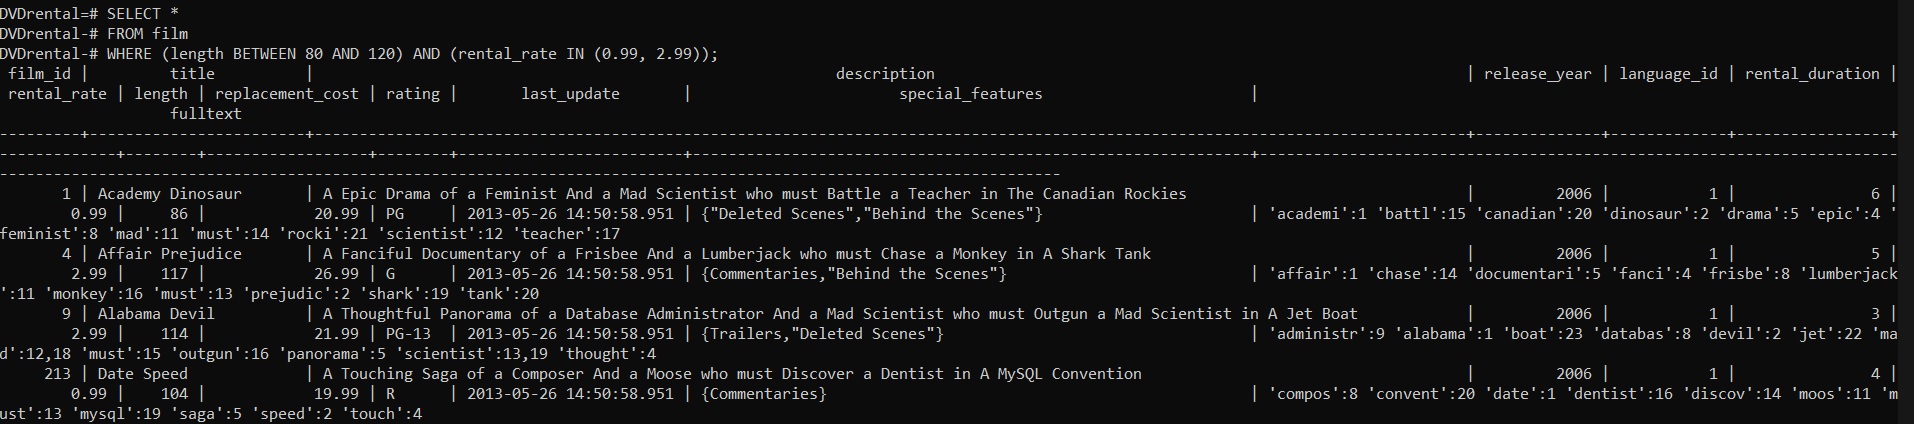 DVDrental=# SELECT *
DVDrental-# FROM film
DVDrental-# WHERE (length BETWEEN 80 AND 120) AND (rental_rate IN (0.99, 2.99));
 film_id |         title          |                                                          description                                                           | release_year | language_id | rental_duration |
 rental_rate | length | replacement_cost | rating |       last_update       |                       special_features                       |
                   fulltext
---------+------------------------+--------------------------------------------------------------------------------------------------------------------------------+--------------+-------------+-----------------+
-------------+--------+------------------+--------+-------------------------+--------------------------------------------------------------+-----------------------------------------------------------------------
----------------------------------------------------------------------------------------------------------------------
       1 | Academy Dinosaur       | A Epic Drama of a Feminist And a Mad Scientist who must Battle a Teacher in The Canadian Rockies                               |         2006 |           1 |               6 |
        0.99 |     86 |            20.99 | PG     | 2013-05-26 14:50:58.951 | {"Deleted Scenes","Behind the Scenes"}                       | 'academi':1 'battl':15 'canadian':20 'dinosaur':2 'drama':5 'epic':4 '
feminist':8 'mad':11 'must':14 'rocki':21 'scientist':12 'teacher':17
       4 | Affair Prejudice       | A Fanciful Documentary of a Frisbee And a Lumberjack who must Chase a Monkey in A Shark Tank                                   |         2006 |           1 |               5 |
        2.99 |    117 |            26.99 | G      | 2013-05-26 14:50:58.951 | {Commentaries,"Behind the Scenes"}                           | 'affair':1 'chase':14 'documentari':5 'fanci':4 'frisbe':8 'lumberjack
':11 'monkey':16 'must':13 'prejudic':2 'shark':19 'tank':20
       9 | Alabama Devil          | A Thoughtful Panorama of a Database Administrator And a Mad Scientist who must Outgun a Mad Scientist in A Jet Boat            |         2006 |           1 |               3 |
        2.99 |    114 |            21.99 | PG-13  | 2013-05-26 14:50:58.951 | {Trailers,"Deleted Scenes"}                                  | 'administr':9 'alabama':1 'boat':23 'databas':8 'devil':2 'jet':22 'ma
d':12,18 'must':15 'outgun':16 'panorama':5 'scientist':13,19 'thought':4
     213 | Date Speed             | A Touching Saga of a Composer And a Moose who must Discover a Dentist in A MySQL Convention                                    |         2006 |           1 |               4 |
        0.99 |    104 |            19.99 | R      | 2013-05-26 14:50:58.951 | {Commentaries}                                               | 'compos':8 'convent':20 'date':1 'dentist':16 'discov':14 'moos':11 'm
ust':13 'mysql':19 'saga':5 'speed':2 'touch':4